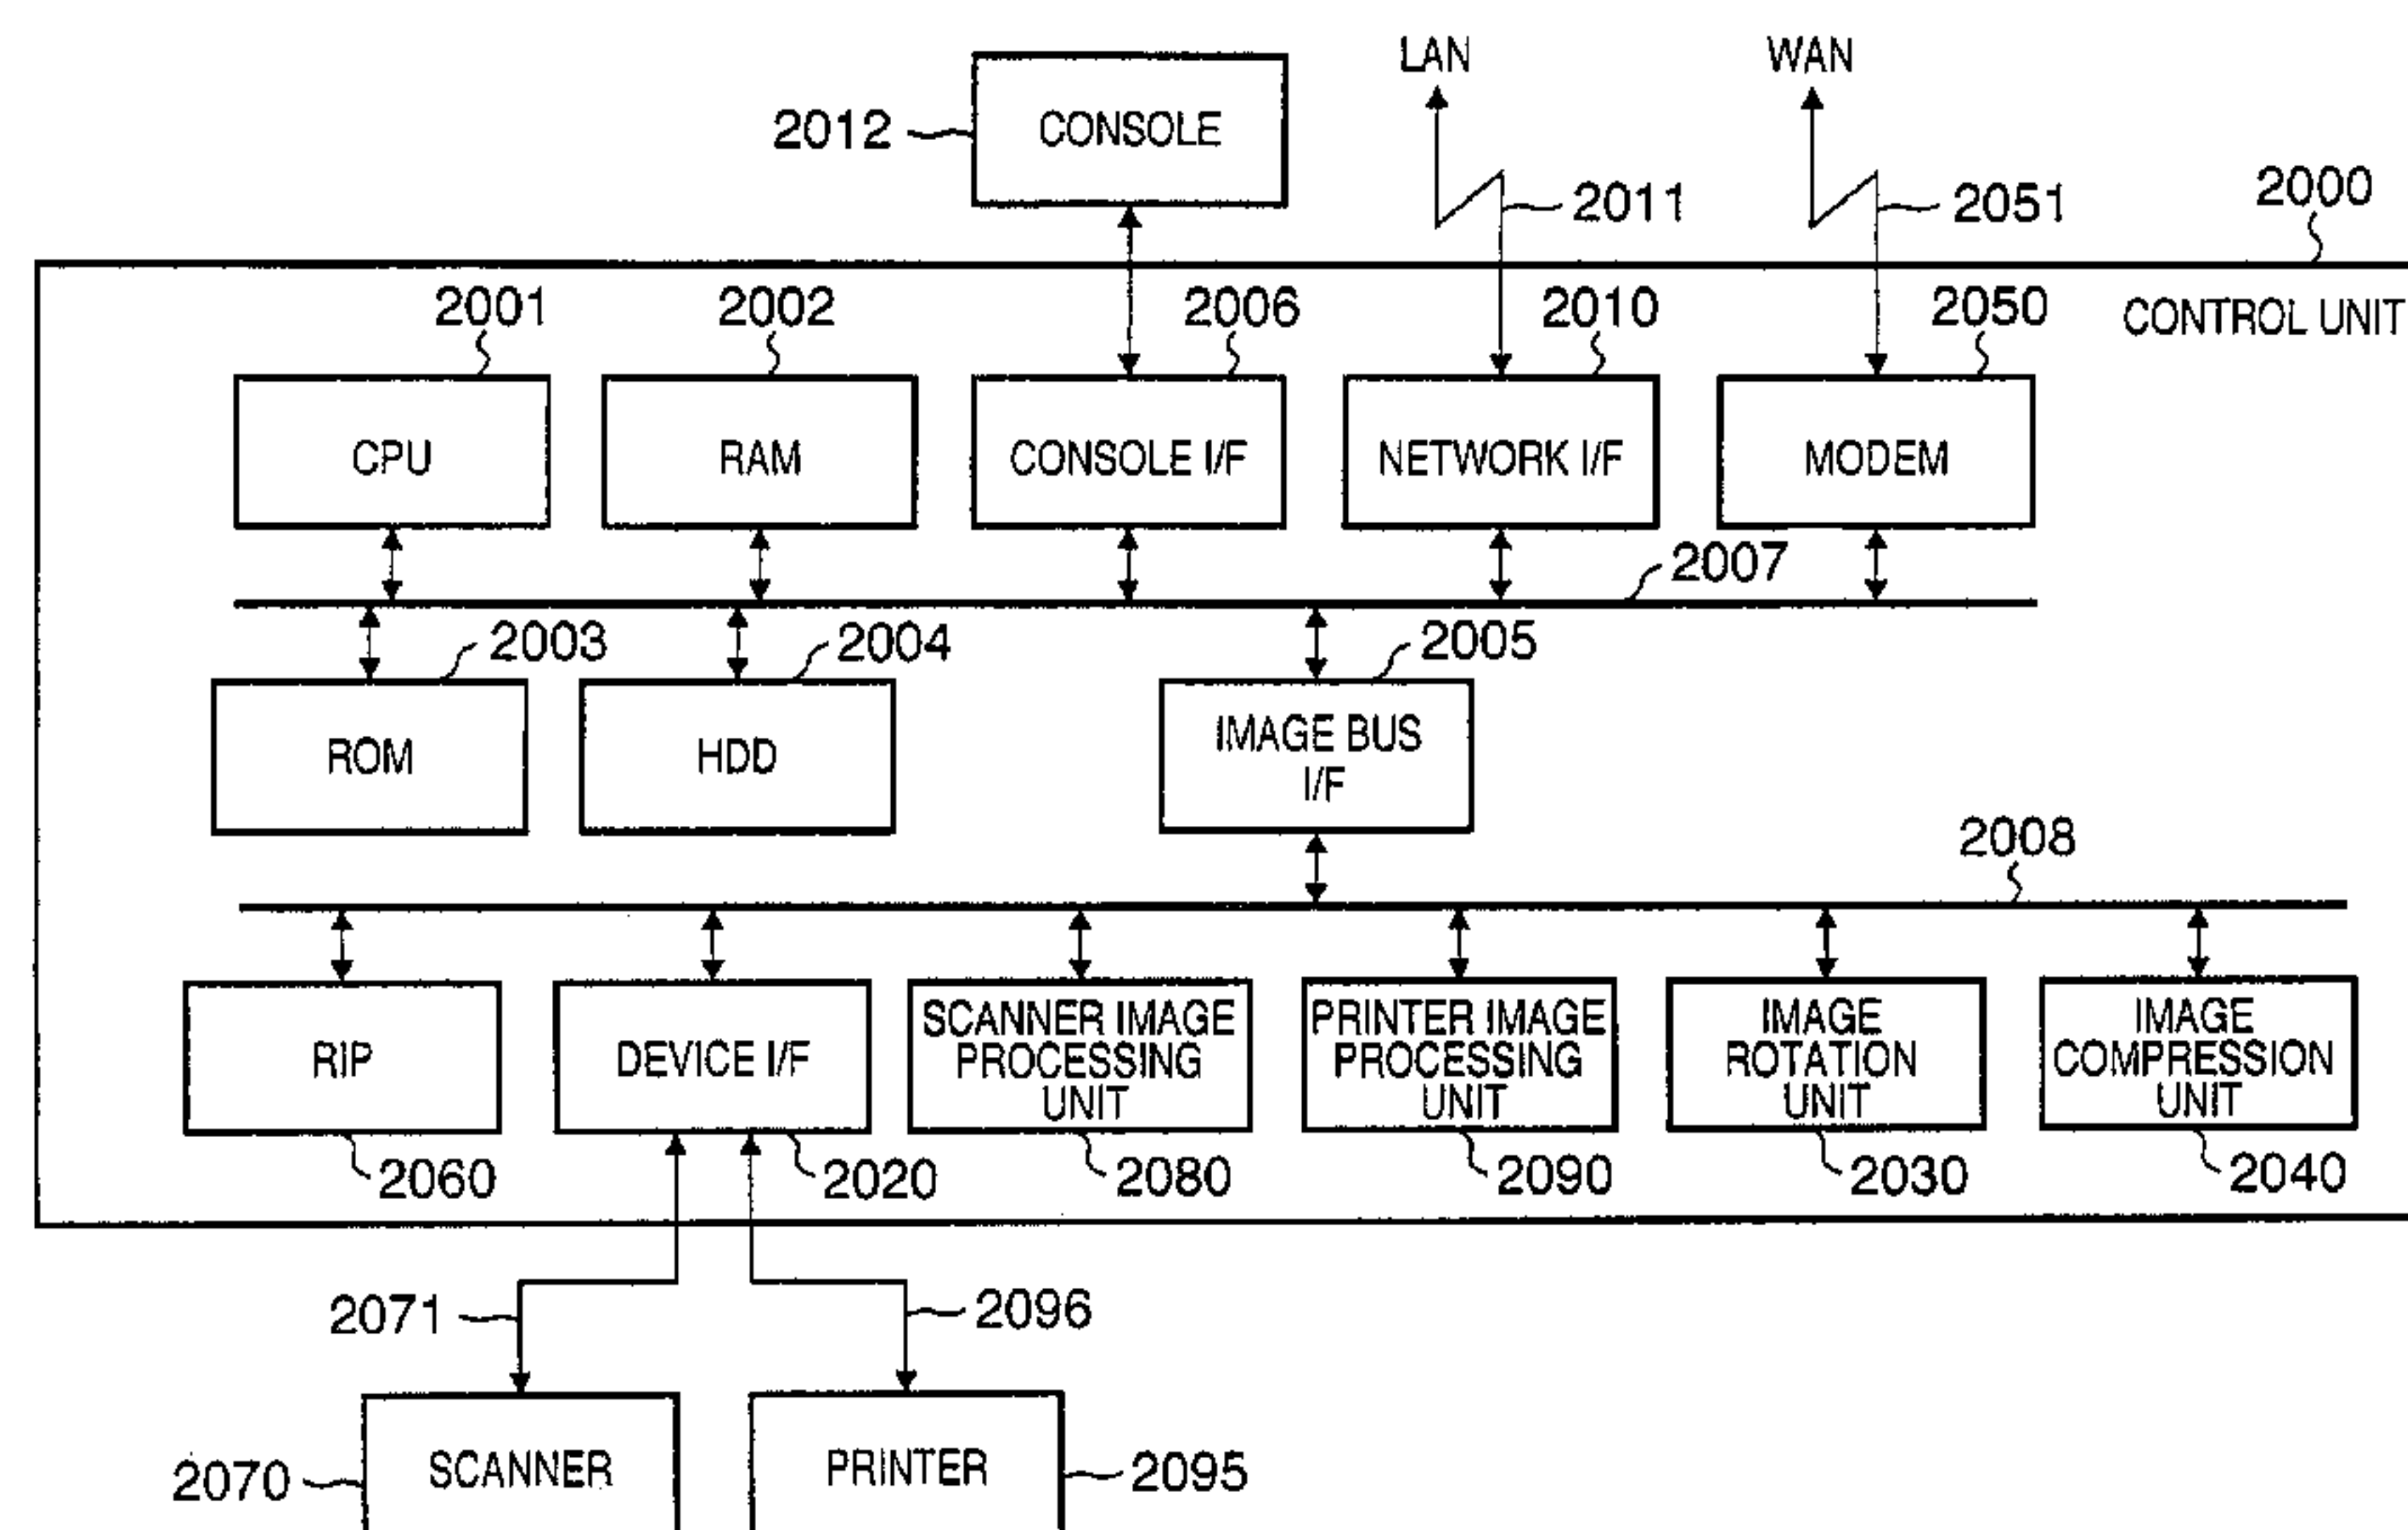 LAN
WAN
2012
CONSOLE
2011
2051
2000
CONTROL UNIT
2001
2002
2006
2010
2050
CPU
RAM
CONSOLE I/F
NETWORK I/F
MODEM
2007
2003
2004
2005
ROM
HDD
IMAGE BUS
I/F
2008
RIP
DEVICE I/F
SCANNER IMAGE
PROCESSING
UNIT
PRINTER IMAGE
PROCESSING
UNIT
IMAGE
ROTATION
UNIT
IMAGE
COMPRESSION
UNIT
2060
2020
2080
2090
2030
2040
2071
2096
2070
SCANNER
PRINTER
2095